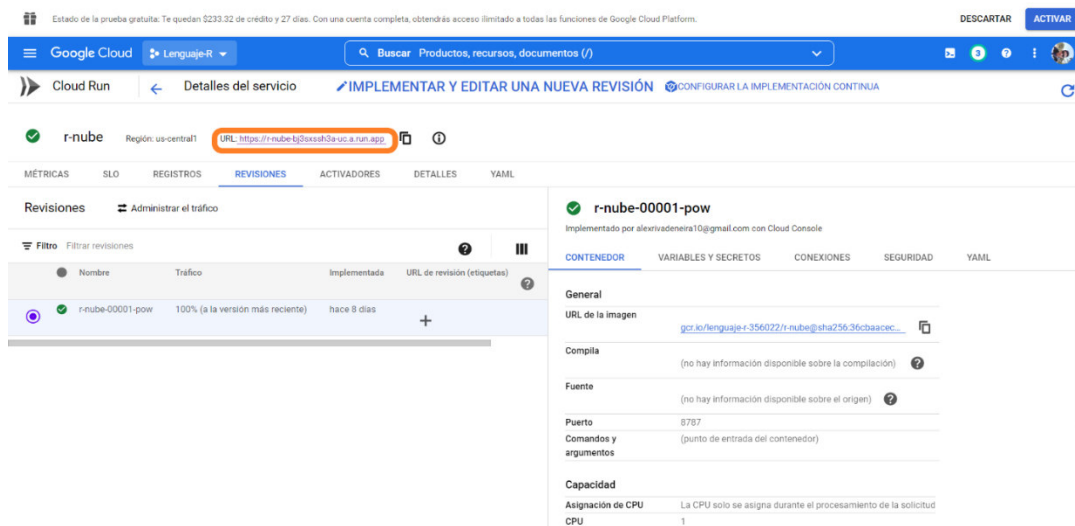 Estado de la prueba gratuita: Te quedan $233.32 de crédito y 27 días. Con una cuenta completa, obtendrás acceso ilimitado a todas las funciones de Google Cloud Platform.
DESCARTAR
ACTIVAR
Google Cloud
Lenguaje-R
Buscar Productos, recursos, documentos (/)
3
Cloud Run
Detalles del servicio
IMPLEMENTAR Y EDITAR UNA NUEVA REVISIÓN
CONFIGURAR LA IMPLEMENTACIÓN CONTINUA
r-nube
Región: us-central1
URL: https://r-nube-bj3sxssh3a-uc.a.run.app
MÉTRICAS
SLO
REGISTROS
REVISIONES
ACTIVADORES
DETALLES
YAML
Revisiones
Administrar el tráfico
Filtro Filtrar revisiones
Nombre
Tráfico
Implementada
URL de revisión (etiquetas)
r-nube-00001-pow
100% (a la versión más reciente)
hace 8 días
r-nube-00001-pow
Implementado por alexrivadeneira10@gmail.com con Cloud Console
CONTENEDOR
VARIABLES Y SECRETOS
CONEXIONES
SEGURIDAD
YAML
General
URL de la imagen
gcr.io/lenguaje-r-356022/r-nube@sha256:36cbaacec...
Compila
(no hay información disponible sobre la compilación)
Fuente
(no hay información disponible sobre el origen)
Puerto
8787
Comandos y
argumentos
(punto de entrada del contenedor)
Capacidad
Asignación de CPU
La CPU solo se asigna durante el procesamiento de la solicitud
CPU
1